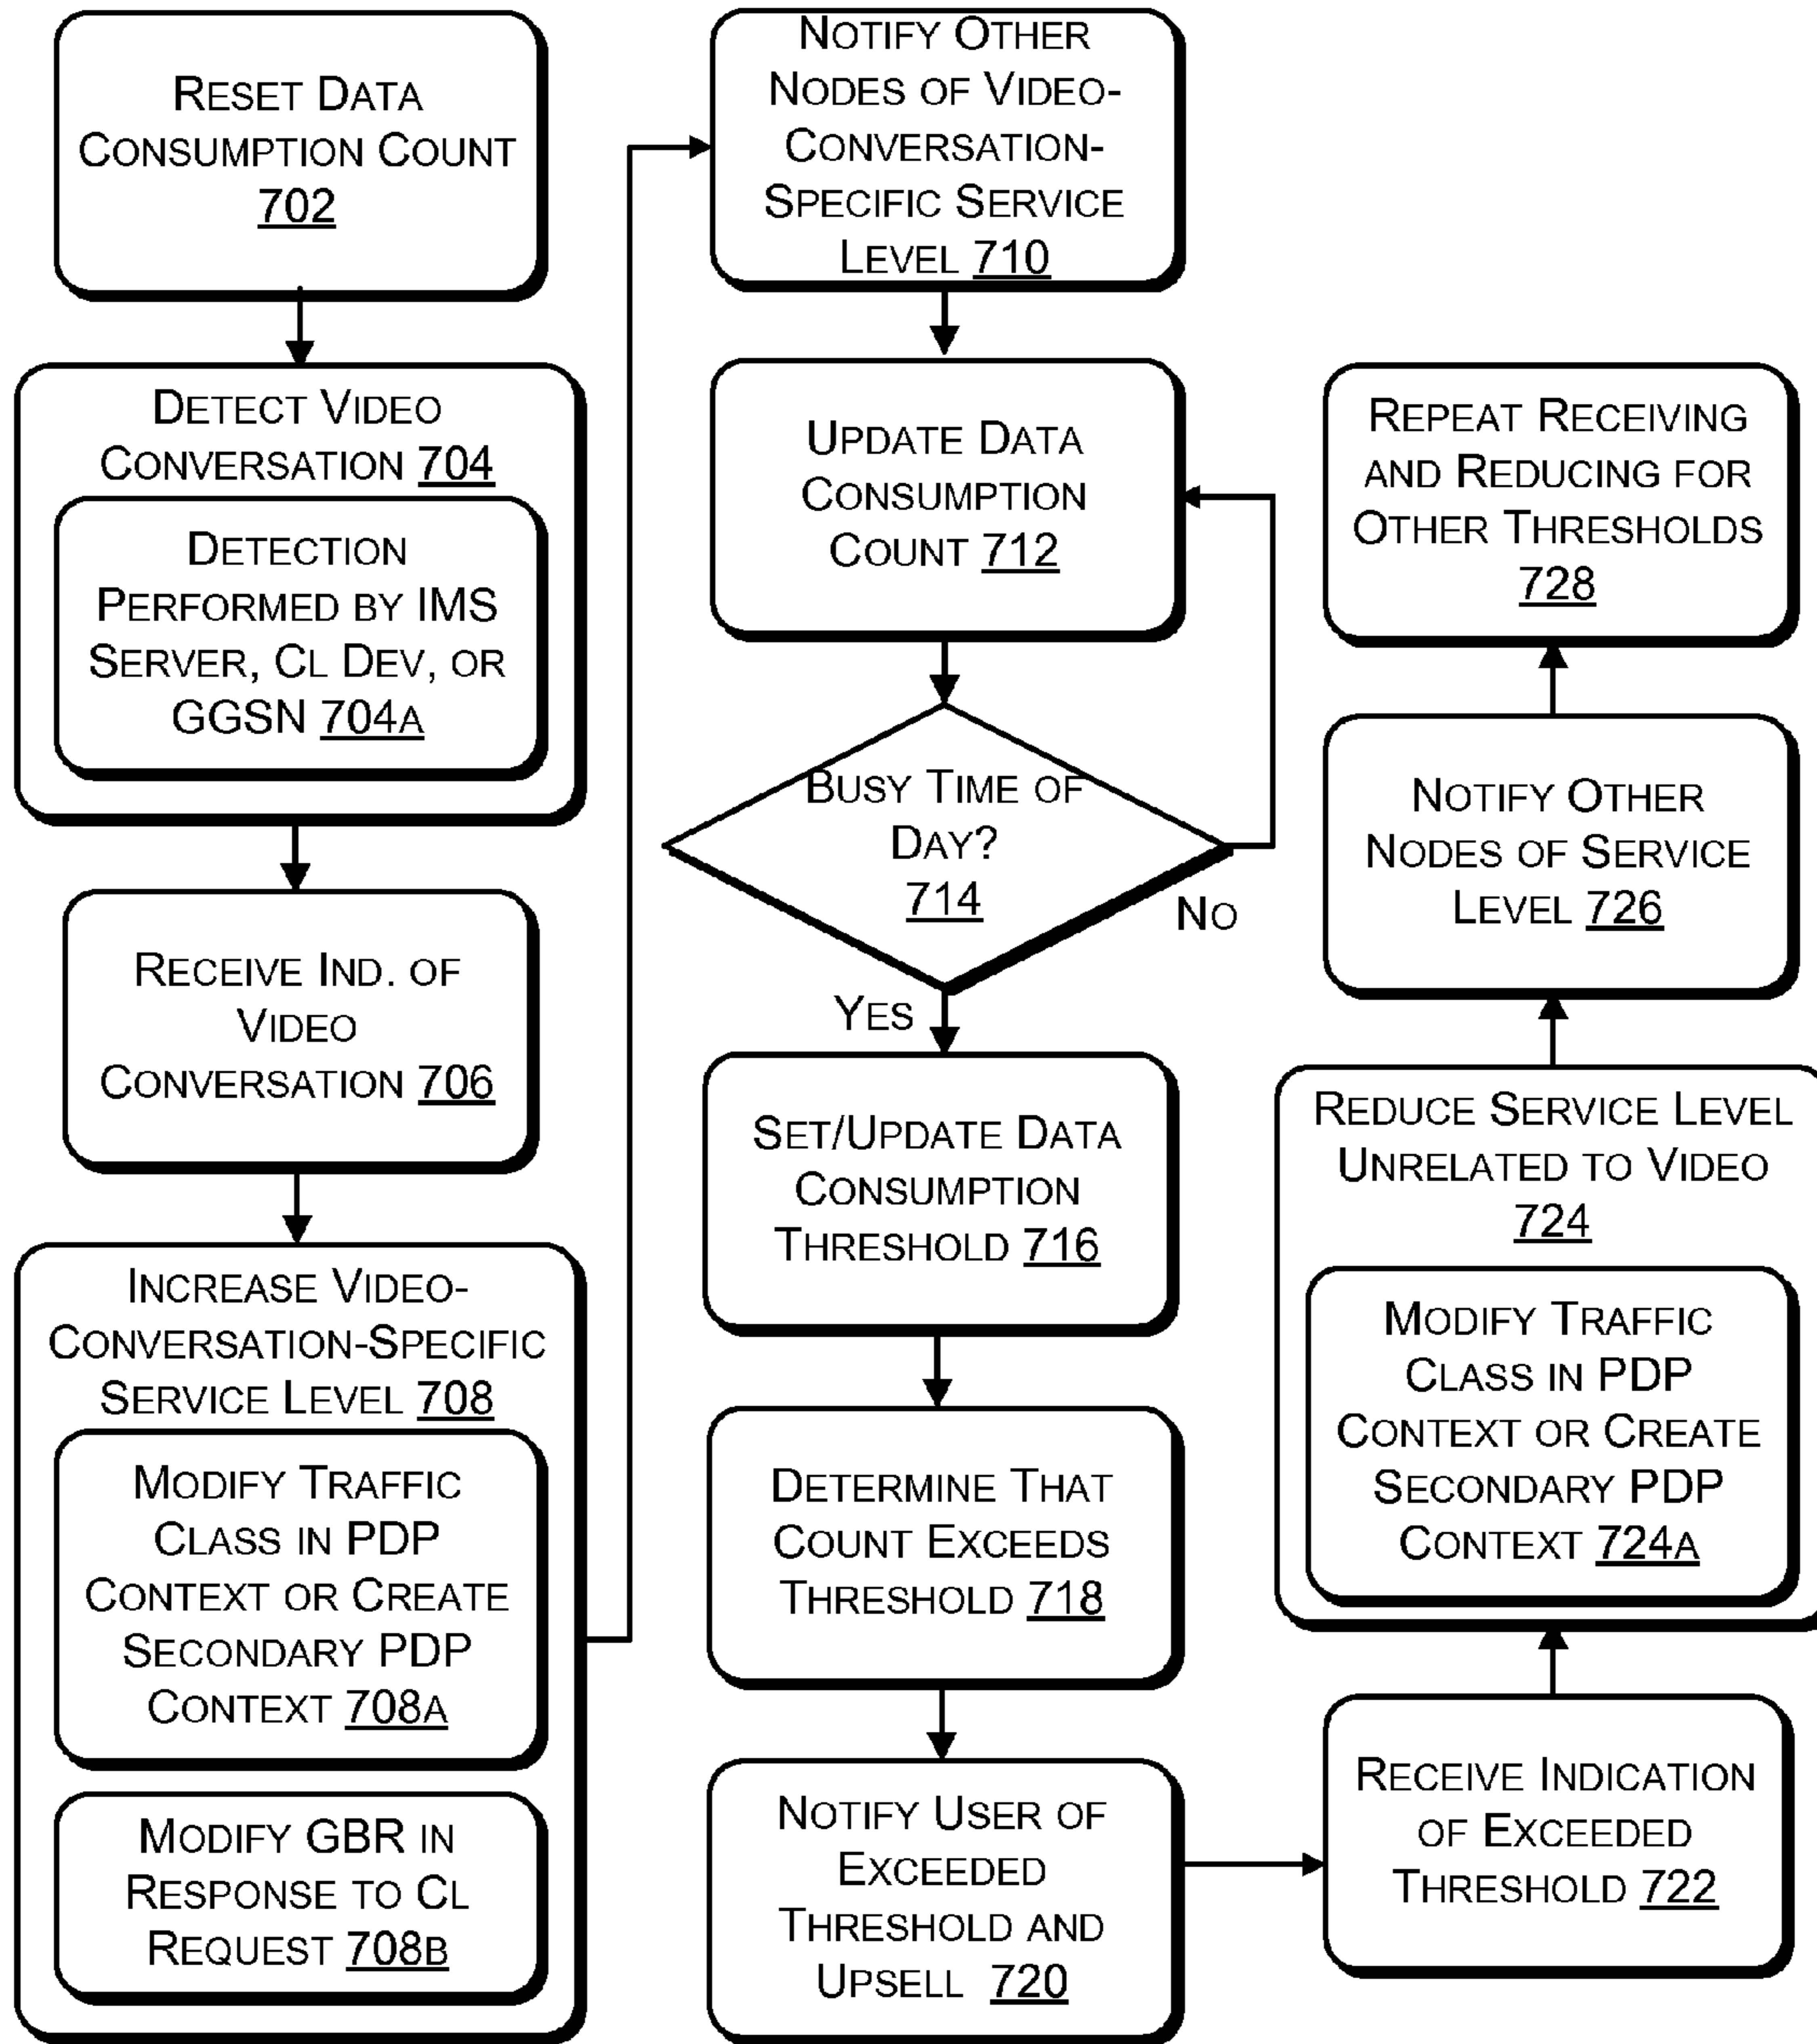 Reset Data
Consumption Count
702
Detect Video
Conversation 704
Detection
Performed by IMS
Server, Cl Dev, or
GGSN 704A
Receive Ind. of
Video
Conversation 706
Increase Video-
Conversation-Specific
Service Level 708
Modify Traffic
Class in PDP
Context or Create
Secondary PDP
Context 708A
Modify GBR in
Response to Cl
Request 708B
Notify Other
Nodes of Video-
Conversation-
Specific Service
Level 710
Update Data
Consumption
Count 712
Busy Time of
Day?
714
No
Yes
Set/Update Data
Consumption
Threshold 716
Determine That
Count Exceeds
Threshold 718
Notify User of
Exceeded
Threshold and
Upsell 720
Receive Indication
of Exceeded
Threshold 722
Reduce Service Level
Unrelated to Video
724
Modify Traffic
Class in PDP
Context or Create
Secondary PDP
Context 724A
Notify Other
Nodes of Service
Level 726
Repeat Receiving
and Reducing for
Other Thresholds
728